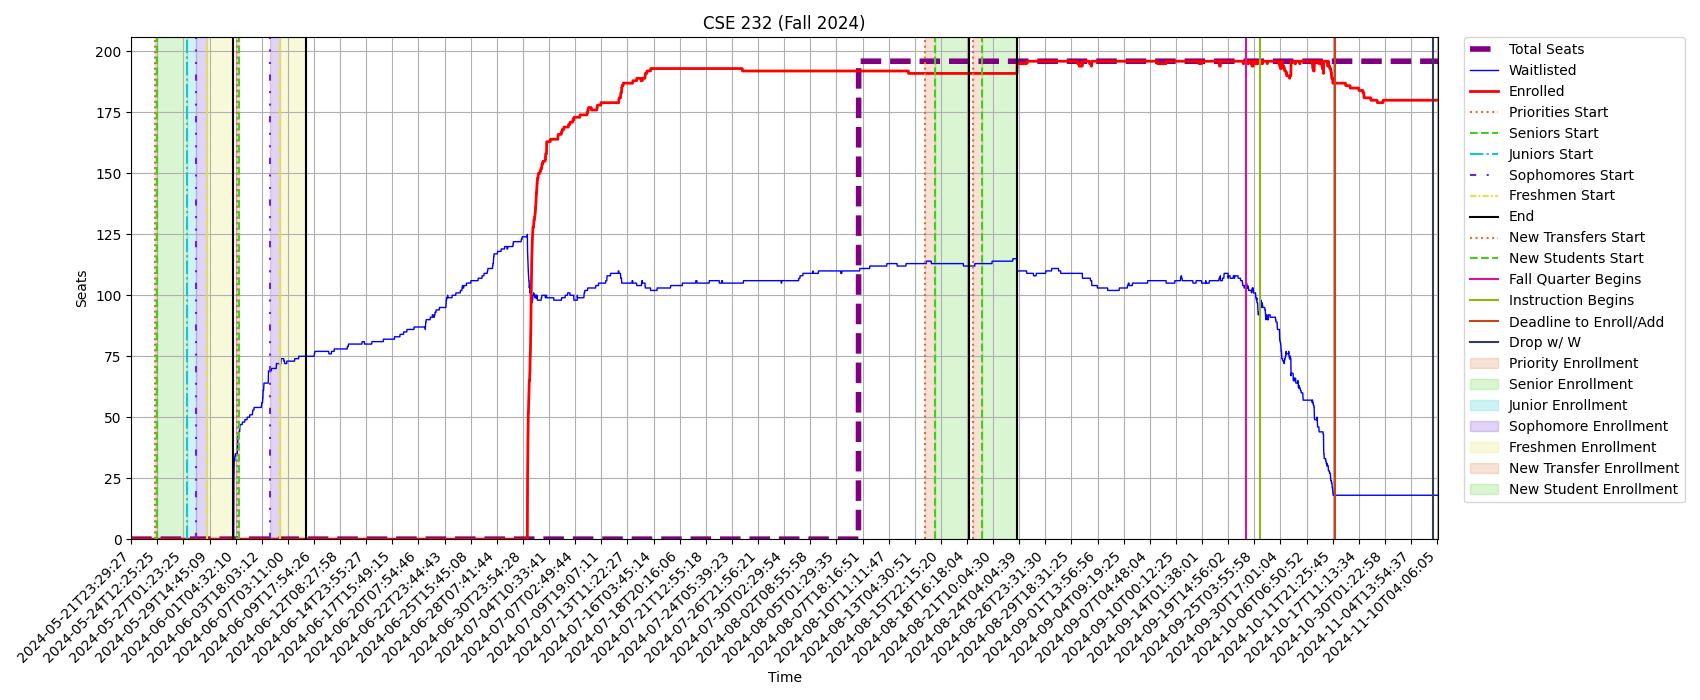 CSE 232 (Fall 2024)
Seats
200
175
150
125
100
75
50
25
0
2024-05-21T23:29:27
2024-05-24T12:25:25
2024-05-27T01:23:25
2024-05-29T14:45:09
2024-06-01T04:32:10
2024-06-03T18:03:12
2024-06-07T03:11:00
2024-06-09T17:54:26
2024-06-12T08:27:58
2024-06-14T23:55:27
2024-06-17T15:49:15
2024-06-20T07:54:46
2024-06-22T23:44:43
2024-06-25T15:45:08
2024-06-28T07:41:44
2024-06-30T23:54:28
2024-07-04T10:33:41
2024-07-07T02:49:44
2024-07-09T19:07:11
2024-07-13T11:22:27
2024-07-16T03:45:14
2024-07-18T20:16:06
2024-07-21T12:55:18
2024-07-24T05:39:23
2024-07-26T21:56:21
2024-07-30T02:29:54
2024-08-02T08:55:58
2024-08-05T01:29:35
2024-08-07T18:16:51
2024-08-10T11:11:47
2024-08-13T04:30:51
2024-08-15T22:15:20
2024-08-18T16:18:04
2024-08-21T10:04:30
2024-08-24T04:04:39
2024-08-26T23:31:30
2024-08-29T18:31:25
2024-09-01T13:56:56
2024-09-04T09:19:25
2024-09-07T04:48:04
2024-09-10T00:12:25
2024-09-14T11:38:01
2024-09-19T14:56:02
2024-09-25T03:55:58
2024-09-30T17:01:04
2024-10-06T06:50:52
2024-10-11T21:25:45
2024-10-17T11:13:34
2024-10-30T11:22:58
2024-11-04T13:54:37
2024-11-10T04:06:05
Time
Total Seats
Waitlisted
Enrolled
Priorities Start
Seniors Start
Juniors Start
Sophomores Start
Freshmen Start
End
New Transfers Start
New Students Start
Fall Quarter Begins
Instruction Begins
Deadline to Enroll/Add
Drop w/ W
Priority Enrollment
Senior Enrollment
Junior Enrollment
Sophomore Enrollment
Freshmen Enrollment
New Transfer Enrollment
New Student Enrollment